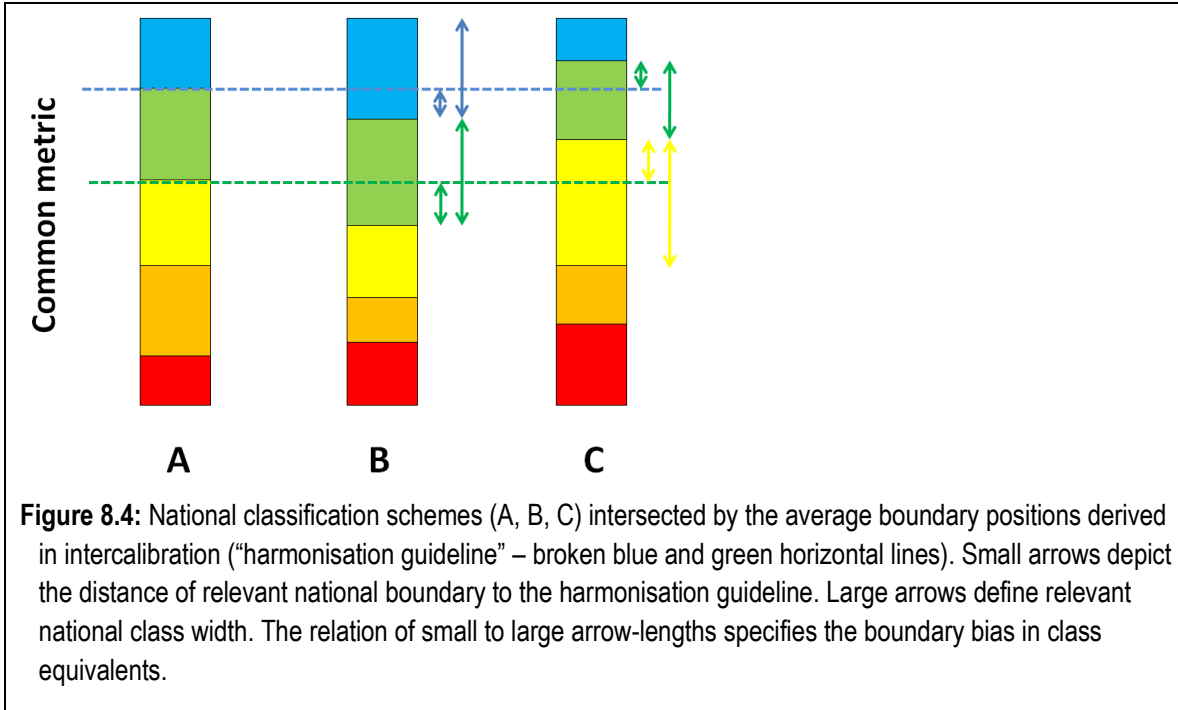 Common metric
A B C
Figure 8.4: National classification schemes (A, B, C) intersected by the average boundary positions derived
in intercalibration (“harmonisation guideline” – broken blue and green horizontal lines). Small arrows depict
the distance of relevant national boundary to the harmonisation guideline. Large arrows define relevant
national class width. The relation of small to large arrow-lengths specifies the boundary bias in class
equivalents.